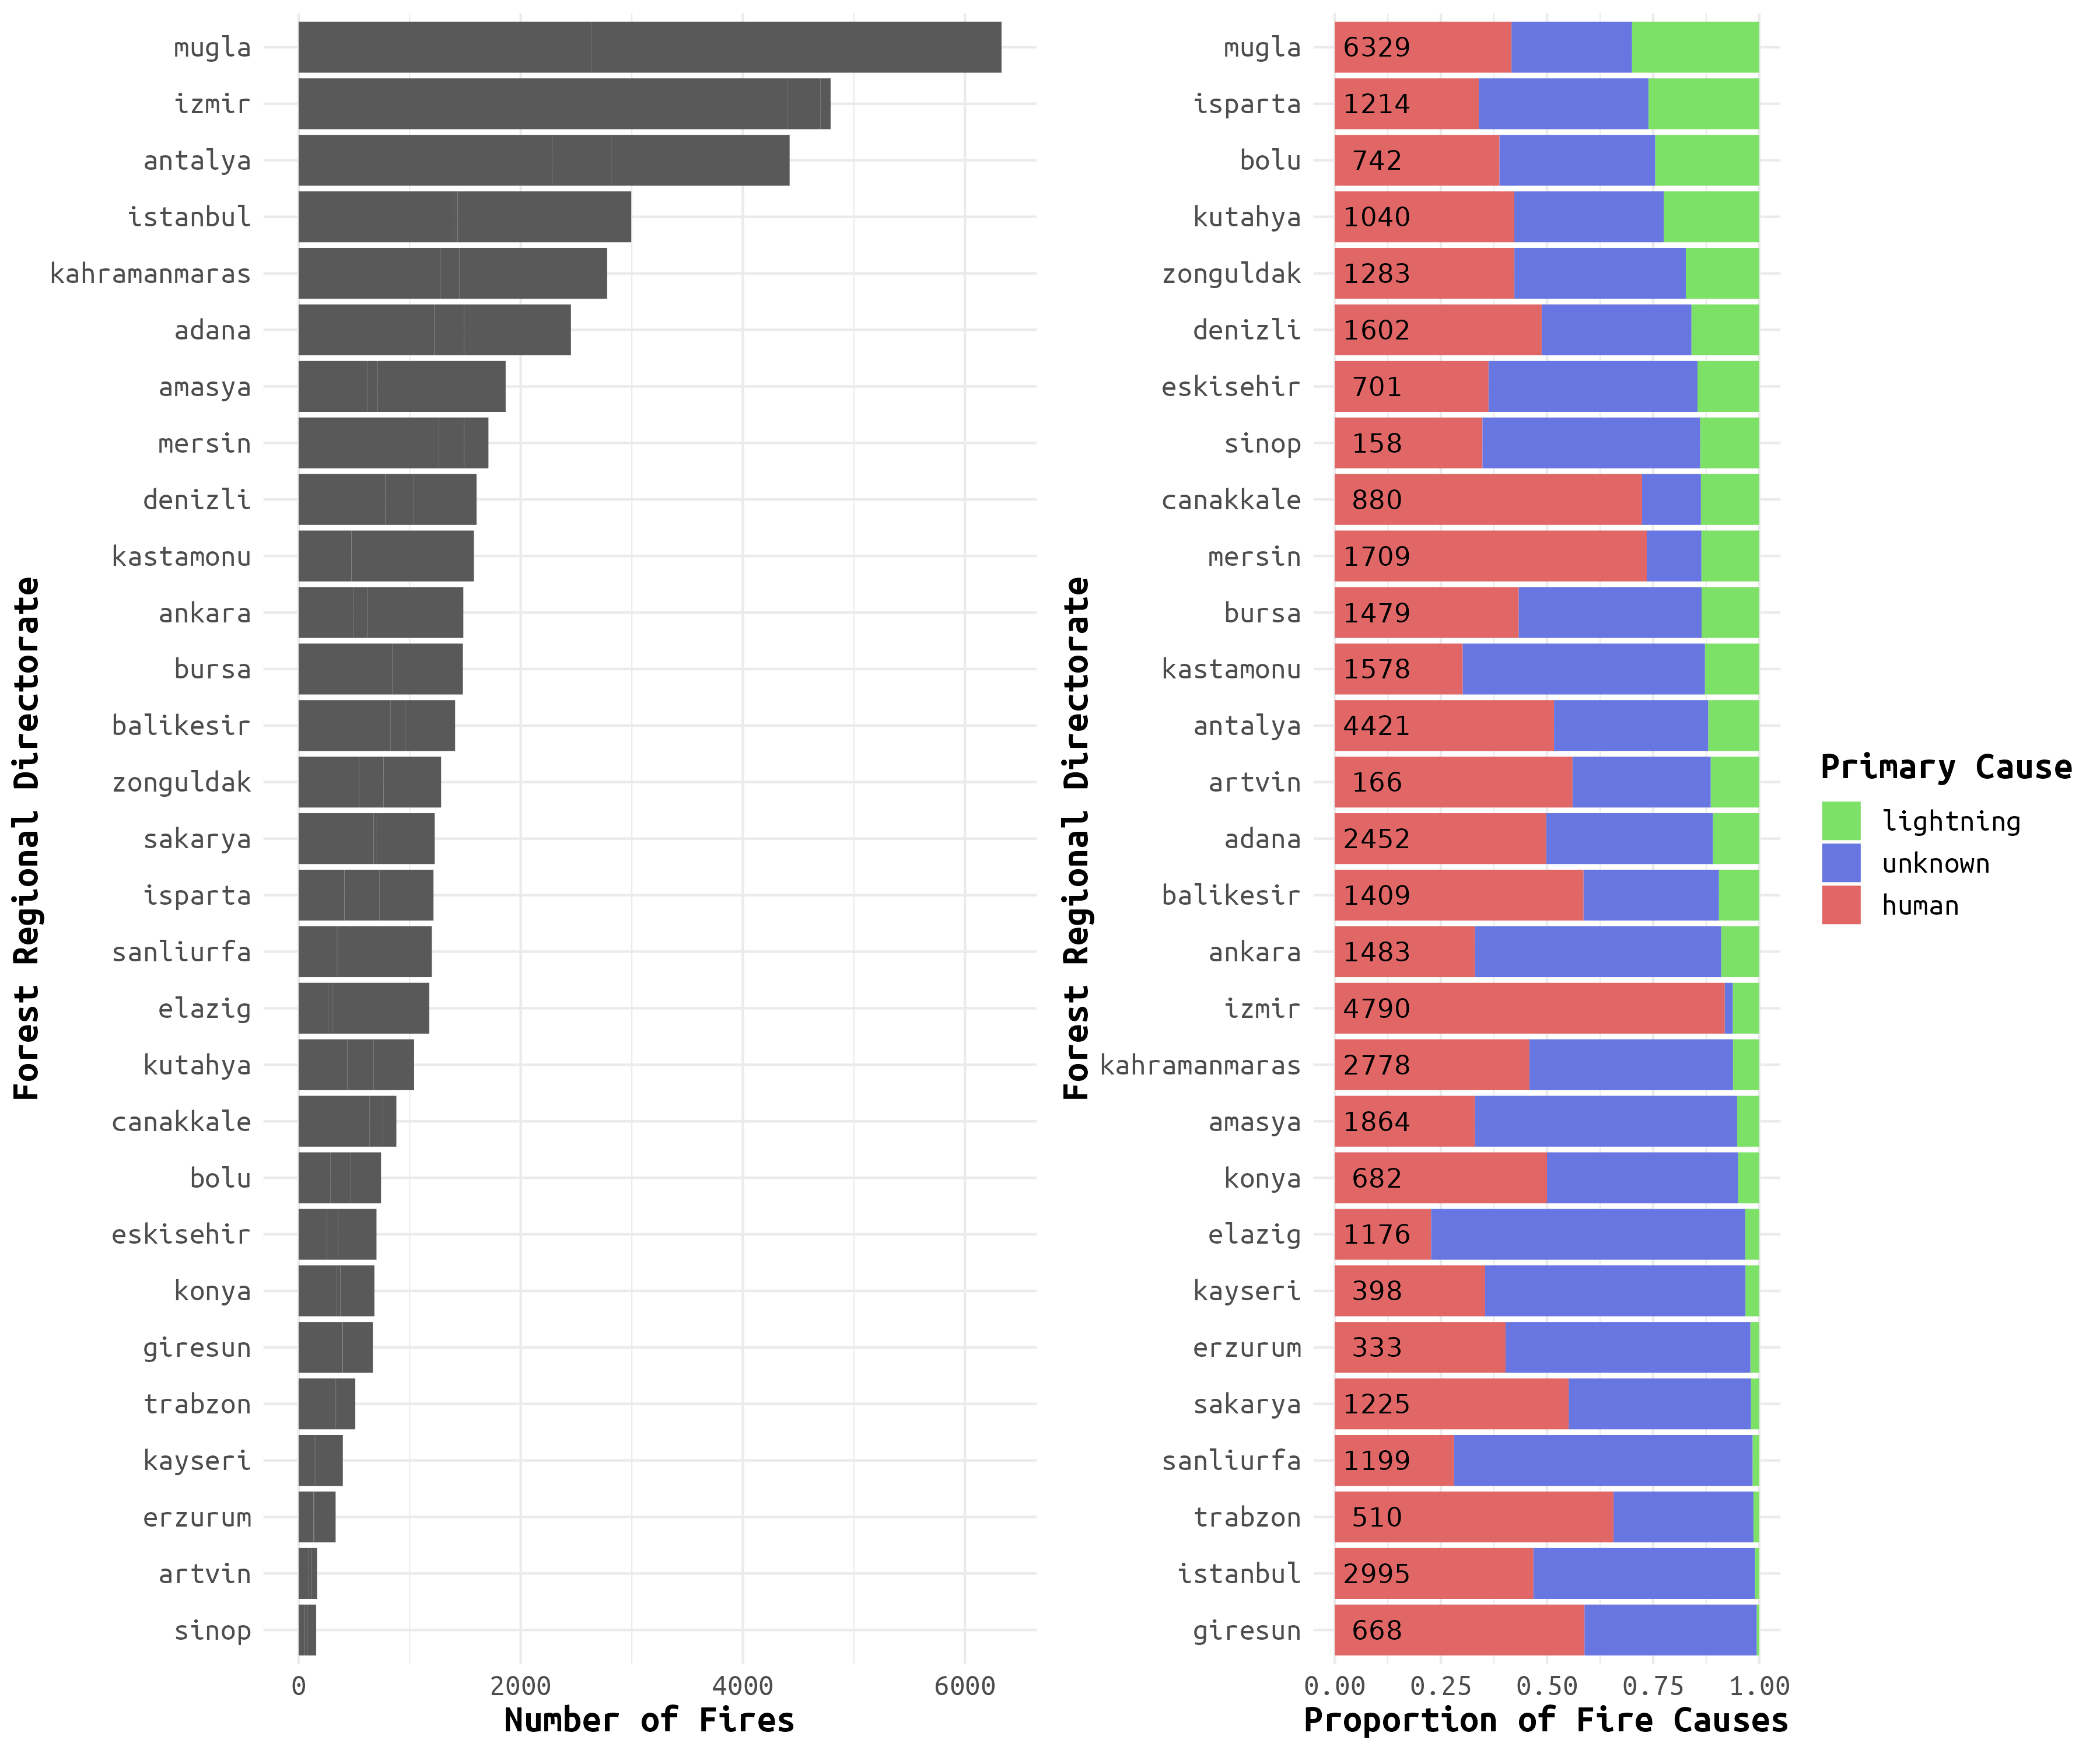 Forest Regional Directorate
mugla
izmir
antalya
istanbul
kahramanmaras
adana
amasya
mersin
denizli
kastamonu
ankara
bursa
balikesir
zonguldak
sakarya
isparta
sanliurfa
elazig
kutahya
canakkale
bolu
eskisehir
konya
giresun
trabzon
kayseri
erzurum
artvin
sinop
0 2000 4000 6000
Number of Fires
Forest Regional Directorate
mugla 6329
isparta 1214
bolu 742
kutahya 1040
zonguldak 1283
denizli 1602
eskisehir 701
sinop 158
canakkale 880
mersin 1709
bursa 1479
kastamonu 1578
antalya 4421
artvin 166
adana 2452
balikesir 1409
ankara 1483
izmir 4790
kahramanmaras 2778
amasya 1864
konya 682
elazig 1176
kayseri 398
erzurum 333
sakarya 1225
sanliurfa 1199
trabzon 510
istanbul 2995
giresun 668
0.00 0.25 0.50 0.75 1.00
Proportion of Fire Causes
Primary Cause
lightning
unknown
human